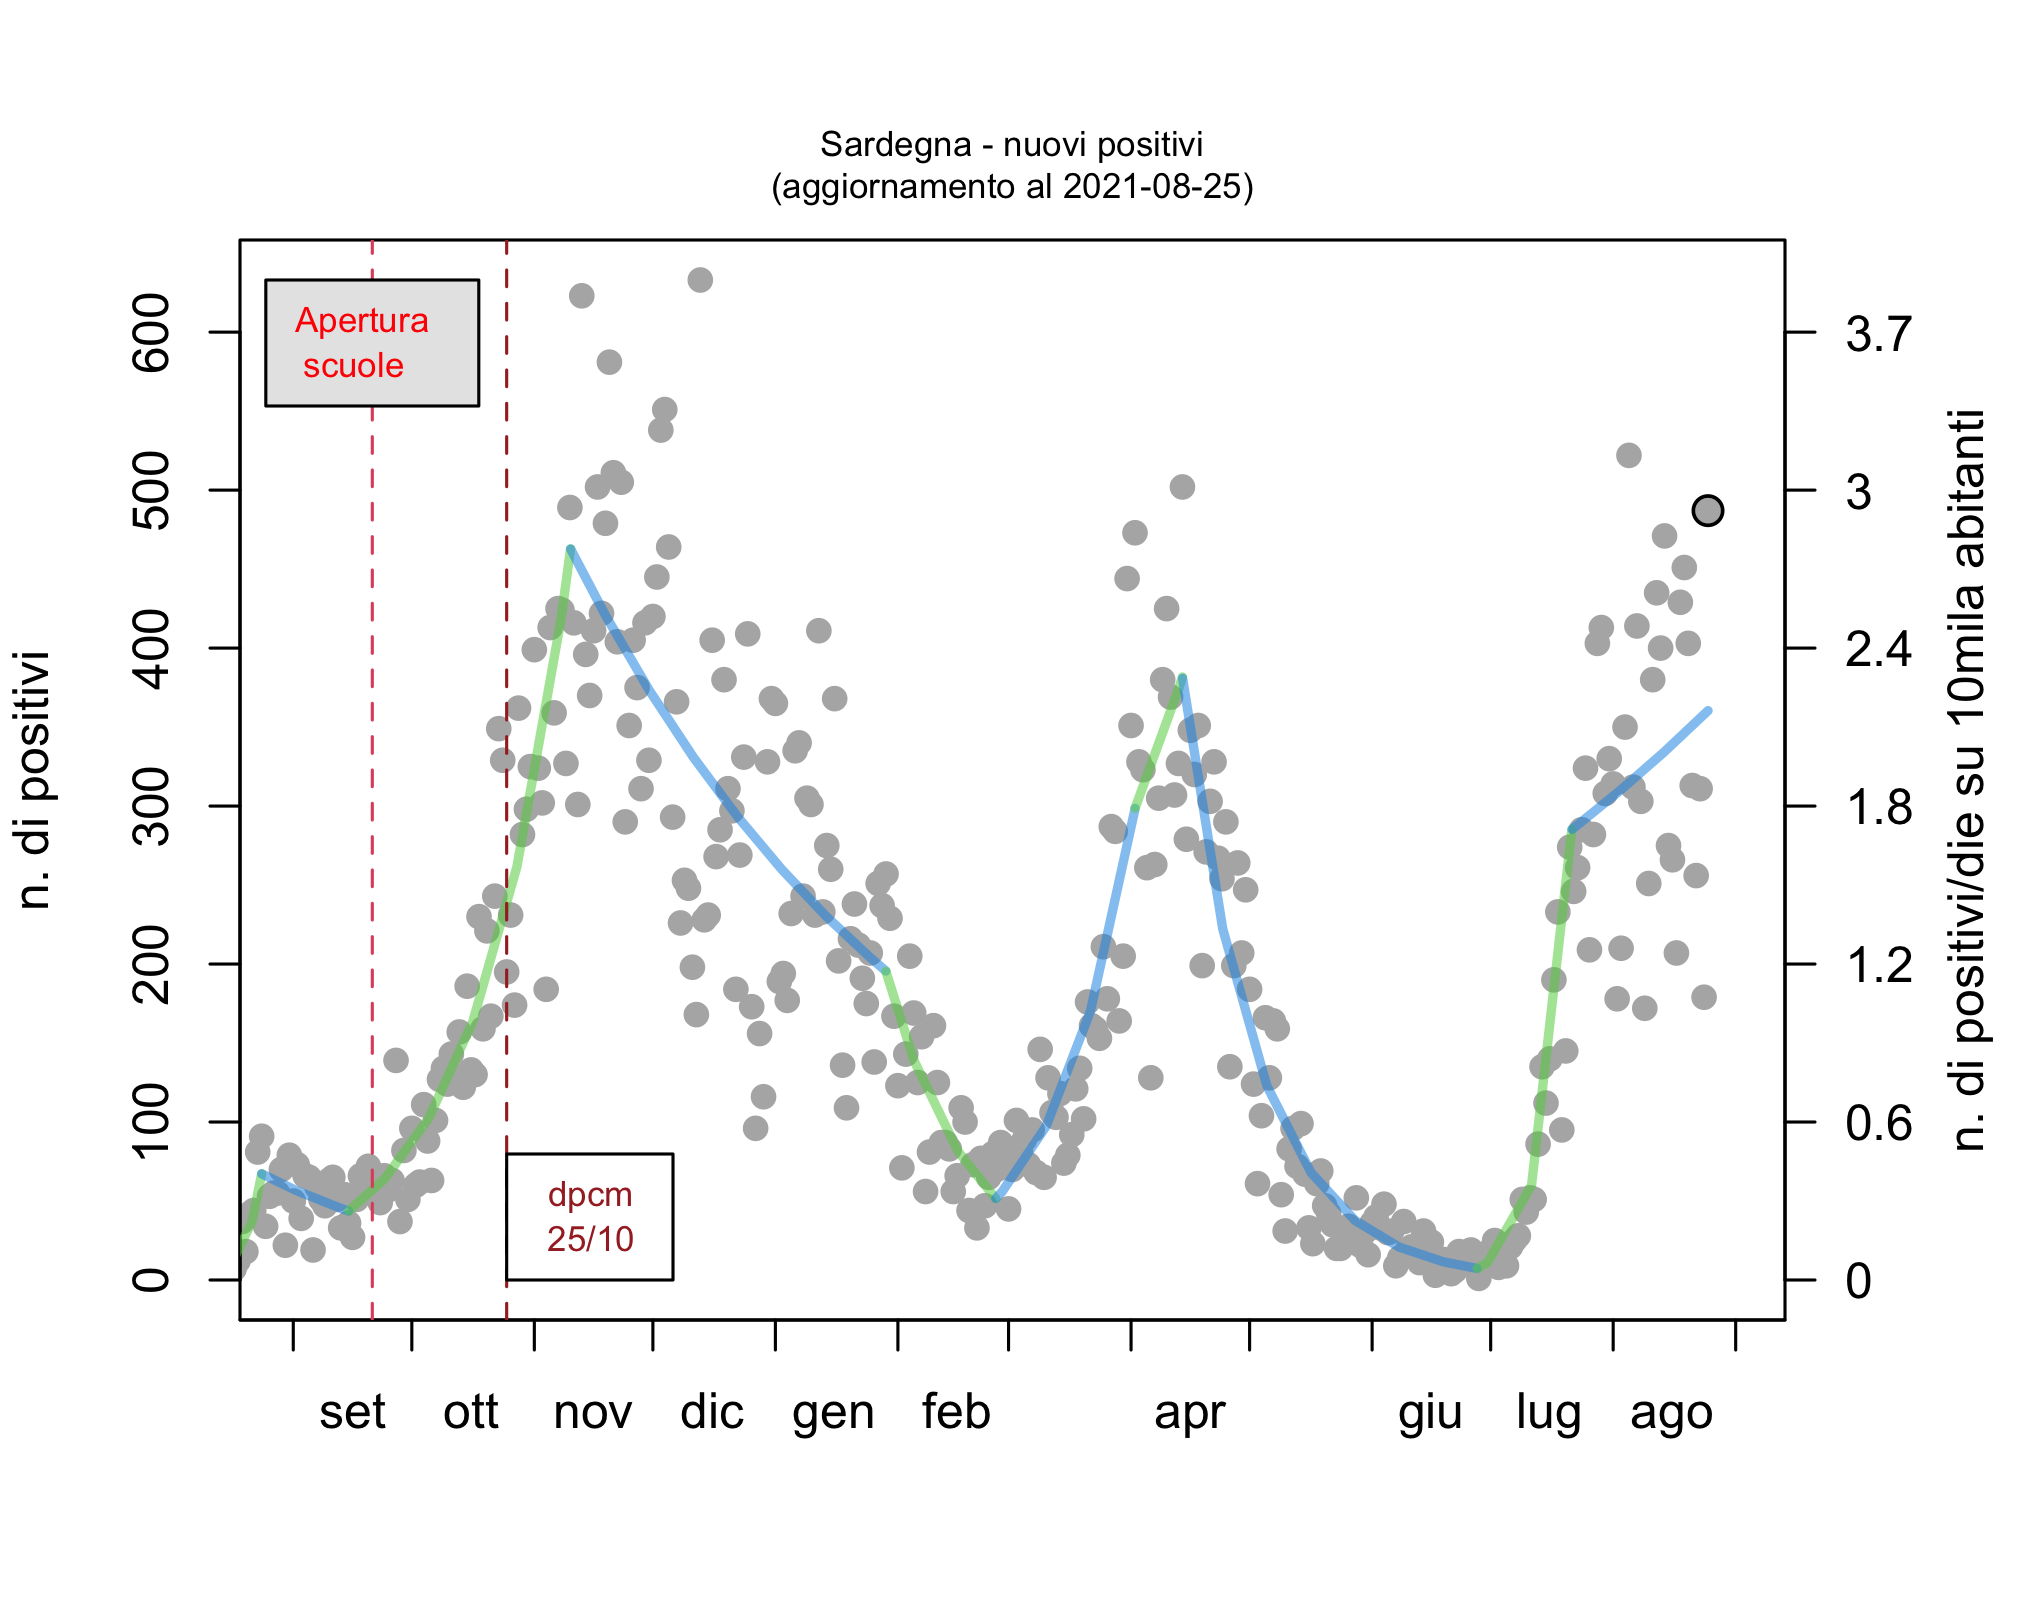 Sardegna - nuovi positivi
(aggiornamento al 2021-08-25)
Apertura
scuole
dpcm
25/10
n. di positivi
600
500
400
300
200
100
0
3.7
3
2.4
1.8
1.2
0.6
0
n. di positivi/die su 10mila abitanti
set ott nov dic gen feb apr giu lug ago